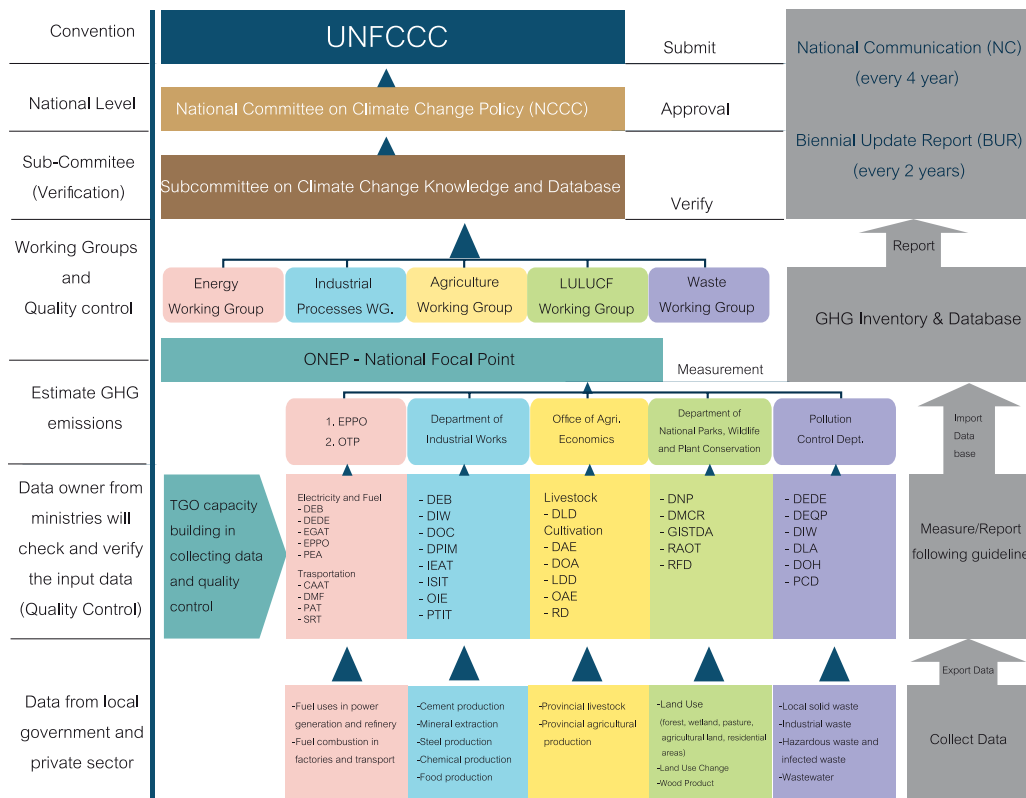 Convention
UNFCCC
Submit
National Communication (NC)
(every 4 year)
National Level
National Committee on Climate Change Policy (NCCC)
Approval
Biennial Update Report (BUR)
(every 2 years)
Sub-Commitee
(Verification)
Subcommittee on Climate Change Knowledge and Database
Verify
Working Groups
and
Quality control
Energy
Working Group
Industrial
Processes WG.
Agriculture
Working Group
LULUCF
Working Group
Waste
Working Group
Report
GHG Inventory & Database
ONEP - National Focal Point
Measurement
Estimate GHG
emissions
1. EPPO
2. OTP
Department of
Industrial Works
Office of Agri.
Economics
Department of
National Parks, Wildlife
and Plant Conservation
Pollution
Control Dept.
Import
Data
base
Data owner from
ministries will
check and verify
the input data
(Quality Control)
TGO capacity
building in
collecting data
and quality
control
Electricity and Fuel
- DEB
- DEDE
- EGAT
- EPPO
- PEA
Trasportation
- CAAT
- DMF
- PAT
- SRT
- DEB
- DIW
- DOC
- DPIM
- IEAT
- ISIT
- OIE
- PTIT
Livestock
- DLD
Cultivation
- DAE
- DOA
- LDD
- OAE
- RD
- DNP
- DMCR
- GISTDA
- RAOT
- RFD
- DEDE
- DEQP
- DIW
- DLA
- DOH
- PCD
Measure/Report
following guideline
Export Data
Data from local
government and
private sector
-Fuel uses in power
generation and refinery
-Fuel combustion in
factories and transport
-Cement production
-Mineral extraction
-Steel production
-Chemical production
-Food production
-Provincial livestock
-Provincial agricultural
production
-Land Use
(forest, wetland, pasture,
agricultural land, residential
areas)
-Land Use Change
-Wood Product
-Local solid waste
-Industrial waste
-Hazardous waste and
infected waste
-Wastewater
Collect Data